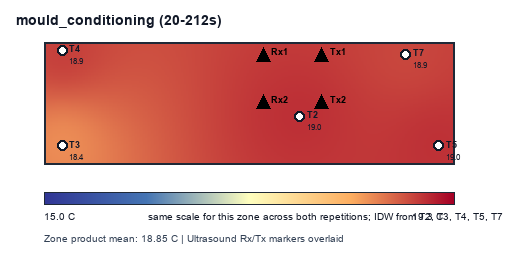 mould_conditioning (20-212s)
T4
18.9
Rx1
Tx1
T7
18.9
Rx2
Tx2
T2
19.0
T3
18.4
T5
19.0
15.0 C
same scale for this zone across both repetitions; IDW from T2, T3, T4, T5, T7
Zone product mean: 18.85 C | Ultrasound Rx/Tx markers overlaid